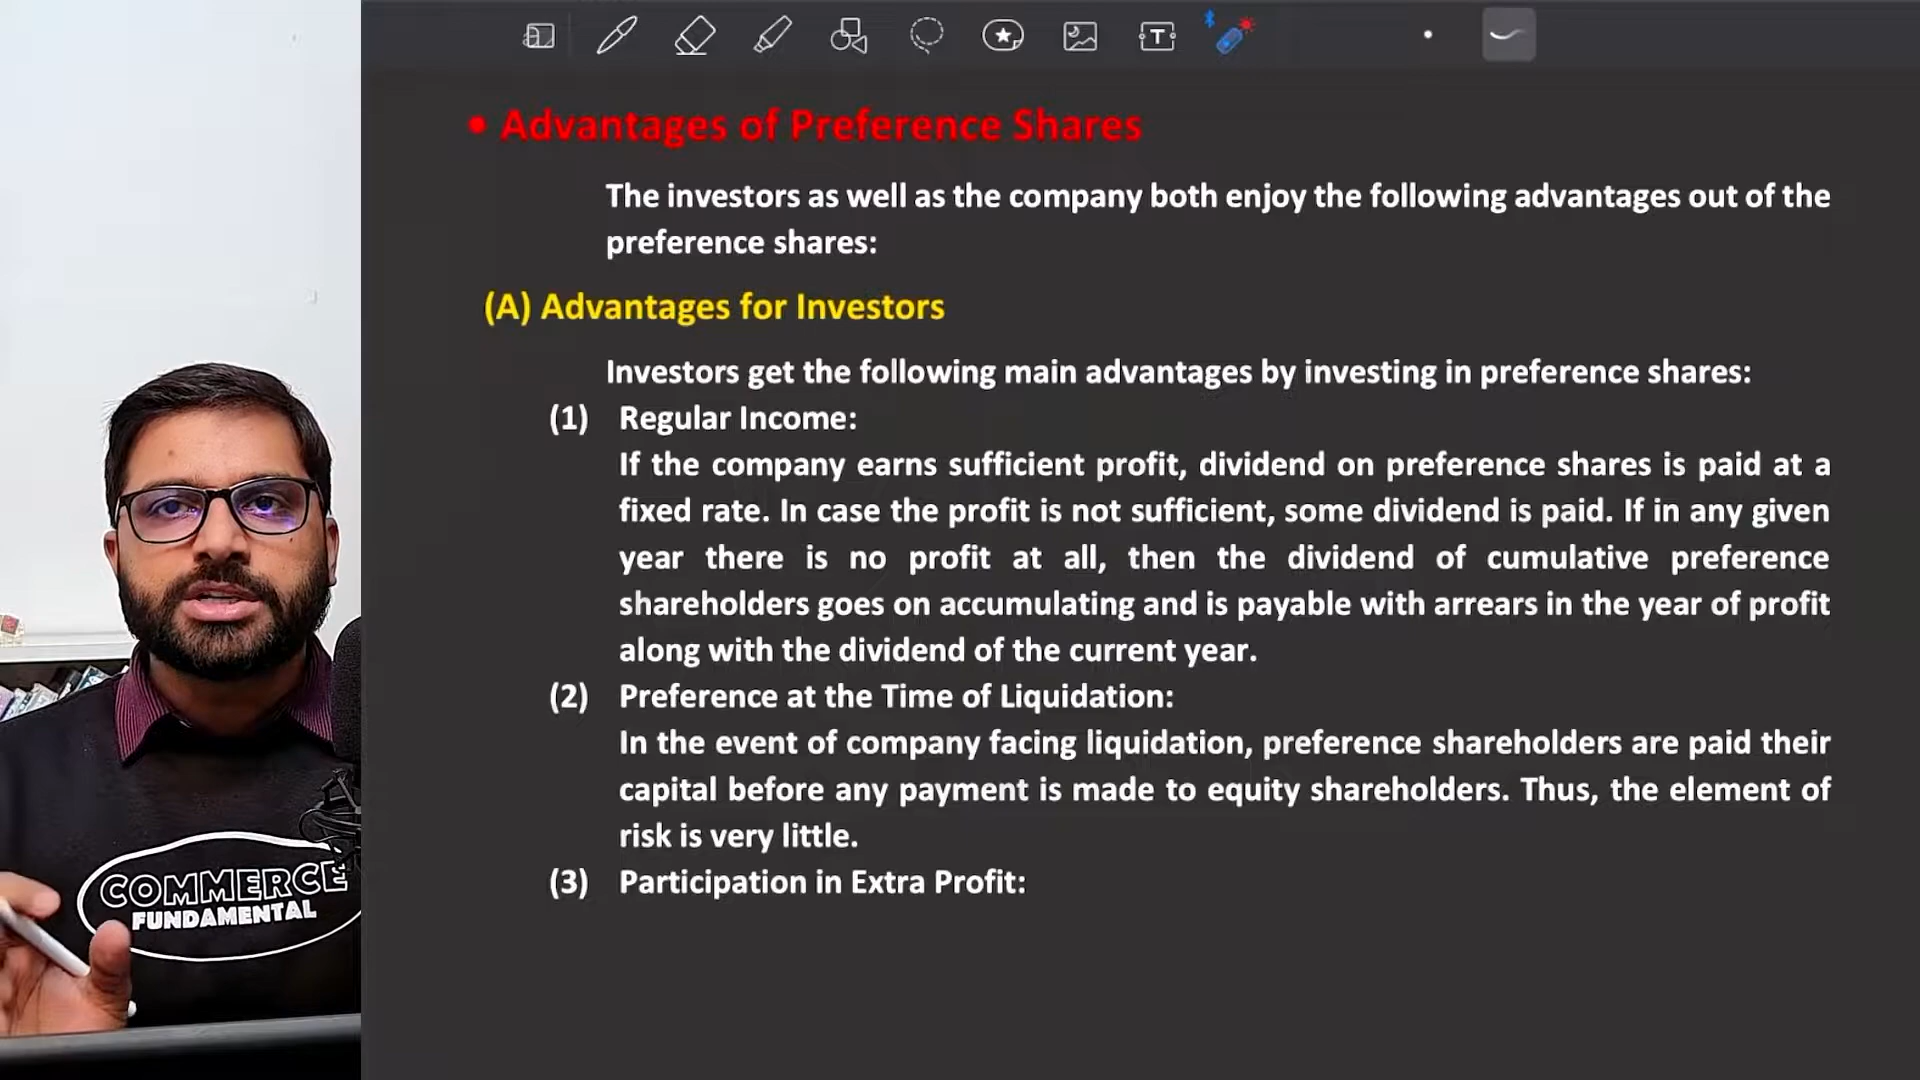 • Advantages of Preference Shares
The investors as well as the company both enjoy the following advantages out of the
preference shares:
(A) Advantages for Investors
Investors get the following main advantages by investing in preference shares:
(1) Regular Income:
If the company earns sufficient profit, dividend on preference shares is paid at a
fixed rate. In case the profit is not sufficient, some dividend is paid. If in any given
year there is no profit at all, then the dividend of cumulative preference
shareholders goes on accumulating and is payable with arrears in the year of profit
along with the dividend of the current year.
(2) Preference at the Time of Liquidation:
In the event of company facing liquidation, preference shareholders are paid their
capital before any payment is made to equity shareholders. Thus, the element of
risk is very little.
(3) Participation in Extra Profit:
COMMERCE
FUNDAMENTAL